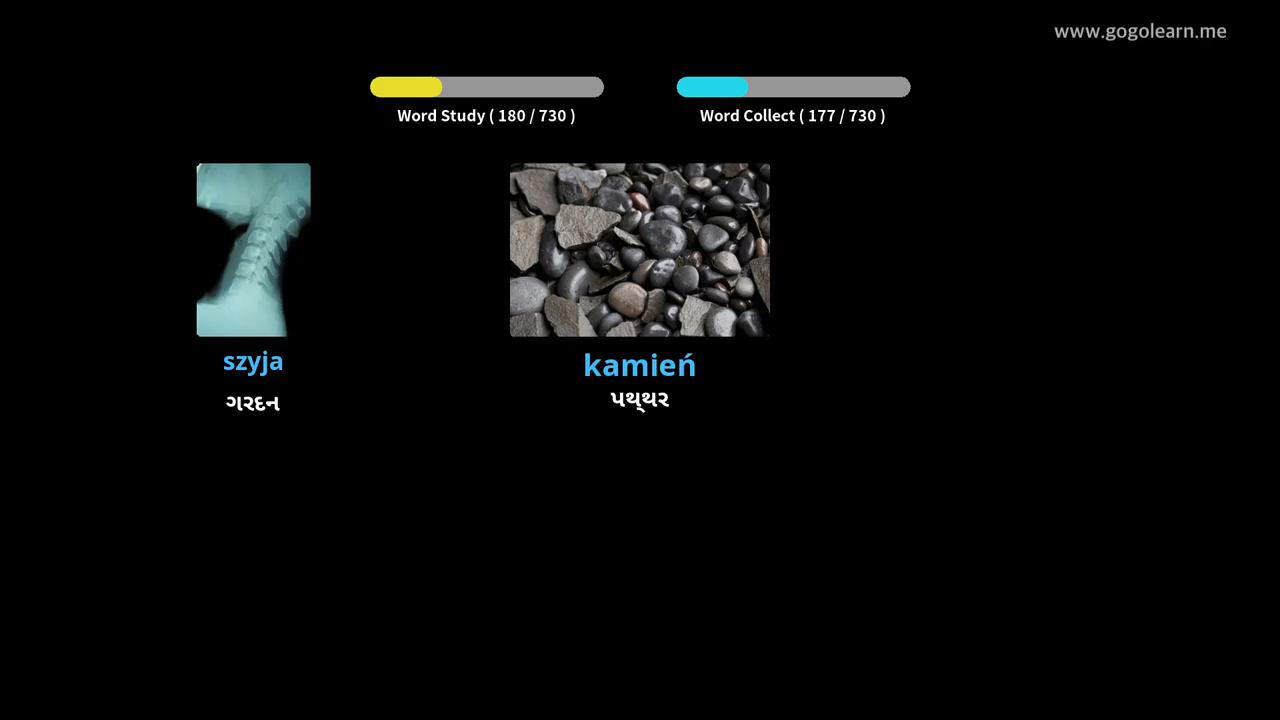 www.gogolearn.me
Word Study ( 180 / 730 )
Word Collect ( 177 / 730 )
szyja
ગરદન
kamień
પથ્થર